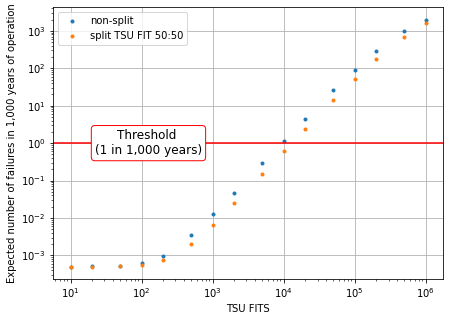 non-split
split TSU FIT 50:50
Threshold
(1 in 1,000 years)
Expected number of failures in 1,000 years of operation
10³
10²
10¹
10⁰
10⁻¹
10⁻²
10⁻³
10¹ 10² 10³ 10⁴ 10⁵ 10⁶
TSU FITS